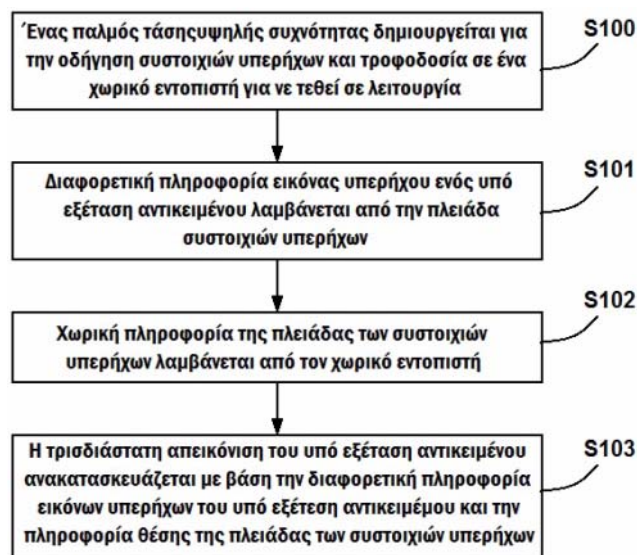 Ένας παλμός τάσηςυψηλής συχνότητας δημιουργείται για
την οδήγηση συστοιχιών υπερήχων και τροφοδοσία σε ένα
χωρικό εντοπιστή για νε τεθεί σε λειτουργία
S100
Διαφορετική πληροφορία εικόνας υπερήχου ενός υπό
εξέταση αντικειμένου λαμβάνεται από την πλειάδα
συστοιχιών υπερήχων
S101
Χωρική πληροφορία της πλειάδας των συστοιχιών
υπερήχων λαμβάνεται από τον χωρικό εντοπιστή
S102
Η τρισδιάστατη απεικόνιση του υπό εξέταση αντικειμένου
ανακατασκευάζεται με βάση την διαφορετική πληροφορία
εικόνων υπερήχων του υπό εξέτεση αντικειμέμου και την
πληροφορία θέσης της πλειάδας των συστοιχιών υπερήχων
S103